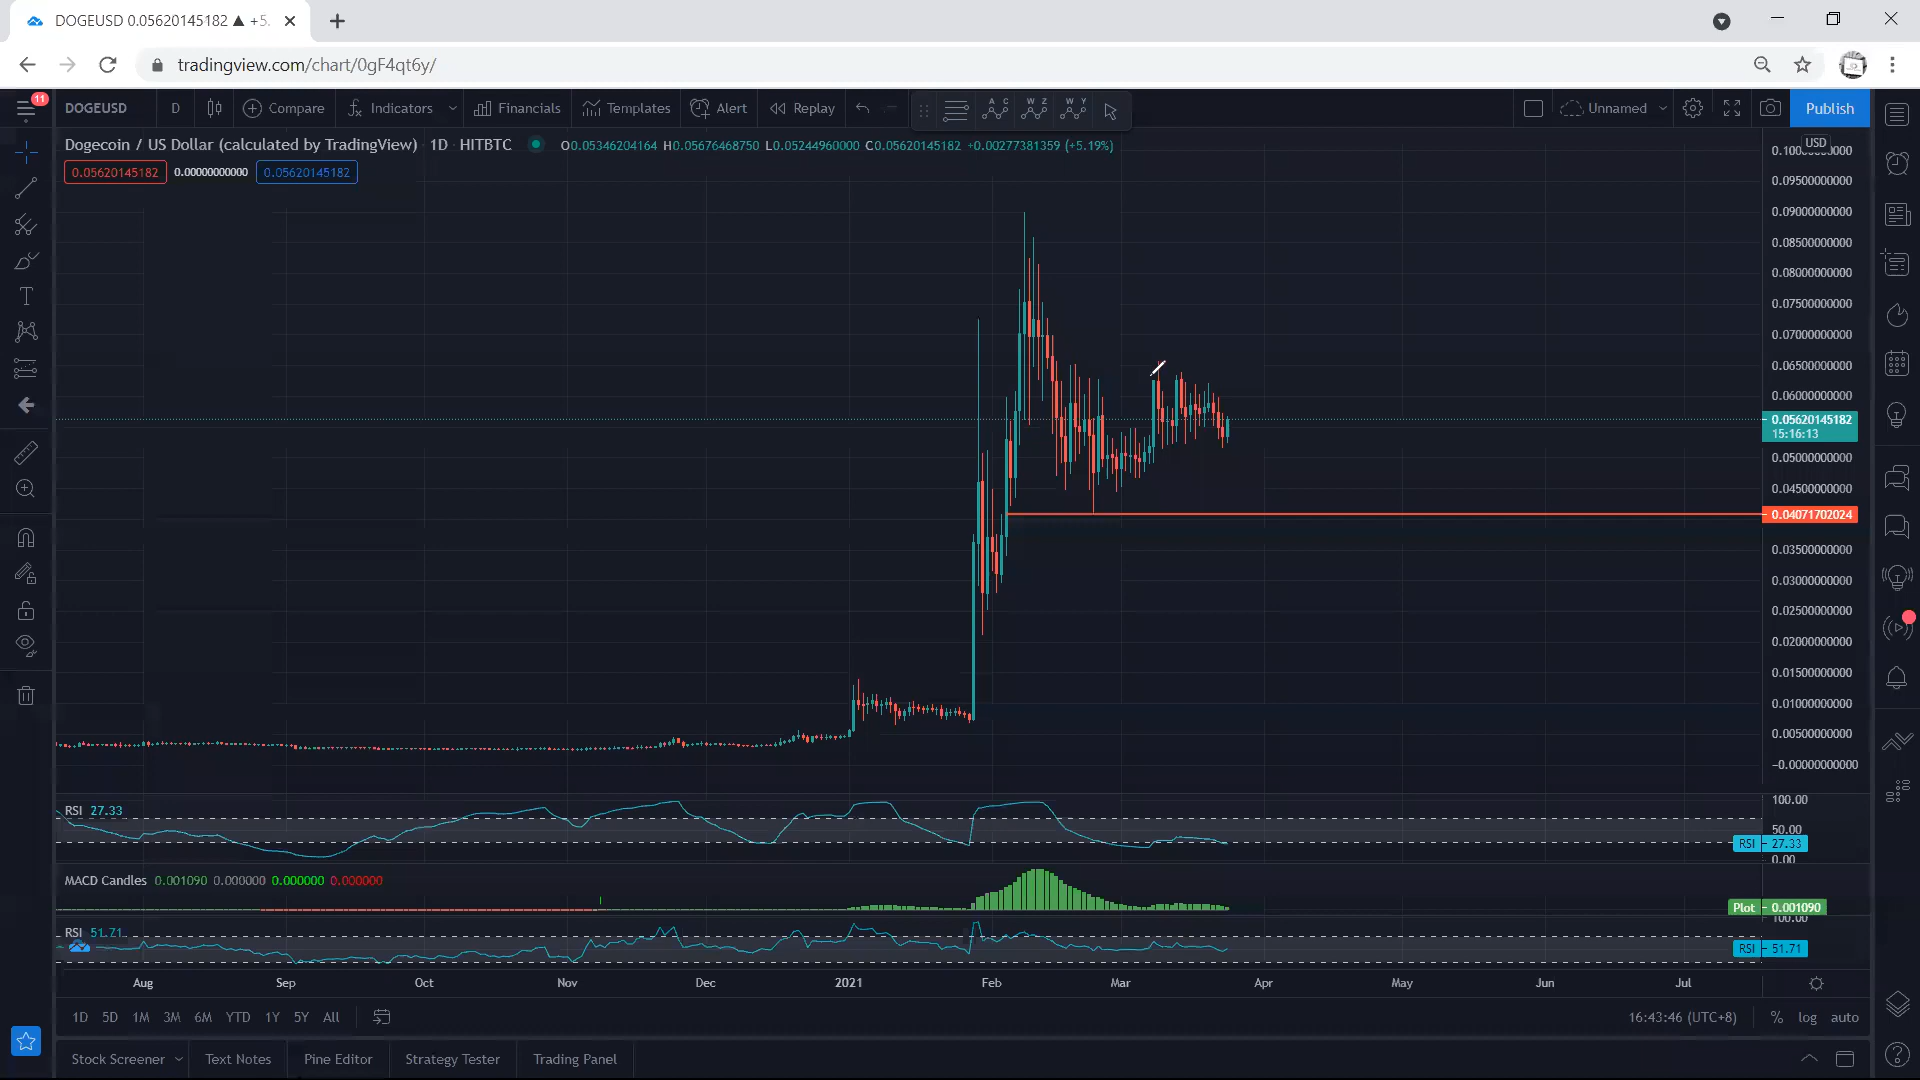 DOGEUSD 0.05620145182 ▲ +5.
tradingview.com/chart/0gF4qt6y/
11
DOGEUSD D Compare Indicators Financials Templates Alert Replay Unnamed Publish
A C W Z W Y
Dogecoin / US Dollar (calculated by TradingView) 1D HITBTC O0.05346204164 H0.05676468750 L0.05244960000 C0.05620145182 +0.00277381359 (+5.19%)
0.05620145182 0.00000000000 0.05620145182
USD
0.09500000000
0.09000000000
0.08500000000
0.08000000000
0.07500000000
0.07000000000
0.06500000000
0.06000000000
0.05620145182
15:16:13
0.05000000000
0.04500000000
0.04071702024
0.03500000000
0.03000000000
0.02500000000
0.02000000000
0.01500000000
0.01000000000
0.00500000000
−0.00000000000
RSI 27.33
100.00
50.00
RSI 27.33
0.00
MACD Candles 0.001090 0.000000 0.000000 0.000000
Plot 0.001090
RSI 51.71
100.00
RSI 51.71
Aug Sep Oct Nov Dec 2021 Feb Mar Apr May Jun Jul
1D 5D 1M 3M 6M YTD 1Y 5Y All 16:43:46 (UTC+8) % log auto
Stock Screener Text Notes Pine Editor Strategy Tester Trading Panel